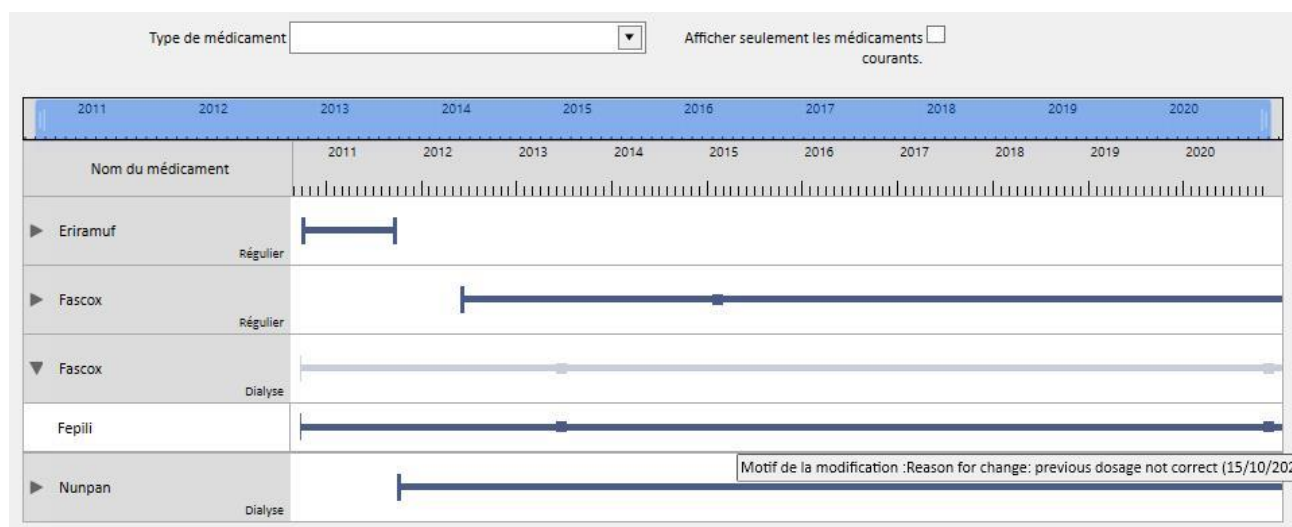 Type de médicament
Afficher seulement les médicaments
courants.
2011 2012 2013 2014 2015 2016 2017 2018 2019 2020
Nom du médicament
2011 2012 2013 2014 2015 2016 2017 2018 2019 2020
Eriramuf
Régulier
Fascox
Régulier
Fascox
Dialyse
Fepili
Motif de la modification :Reason for change: previous dosage not correct (15/10/202
Nunpan
Dialyse